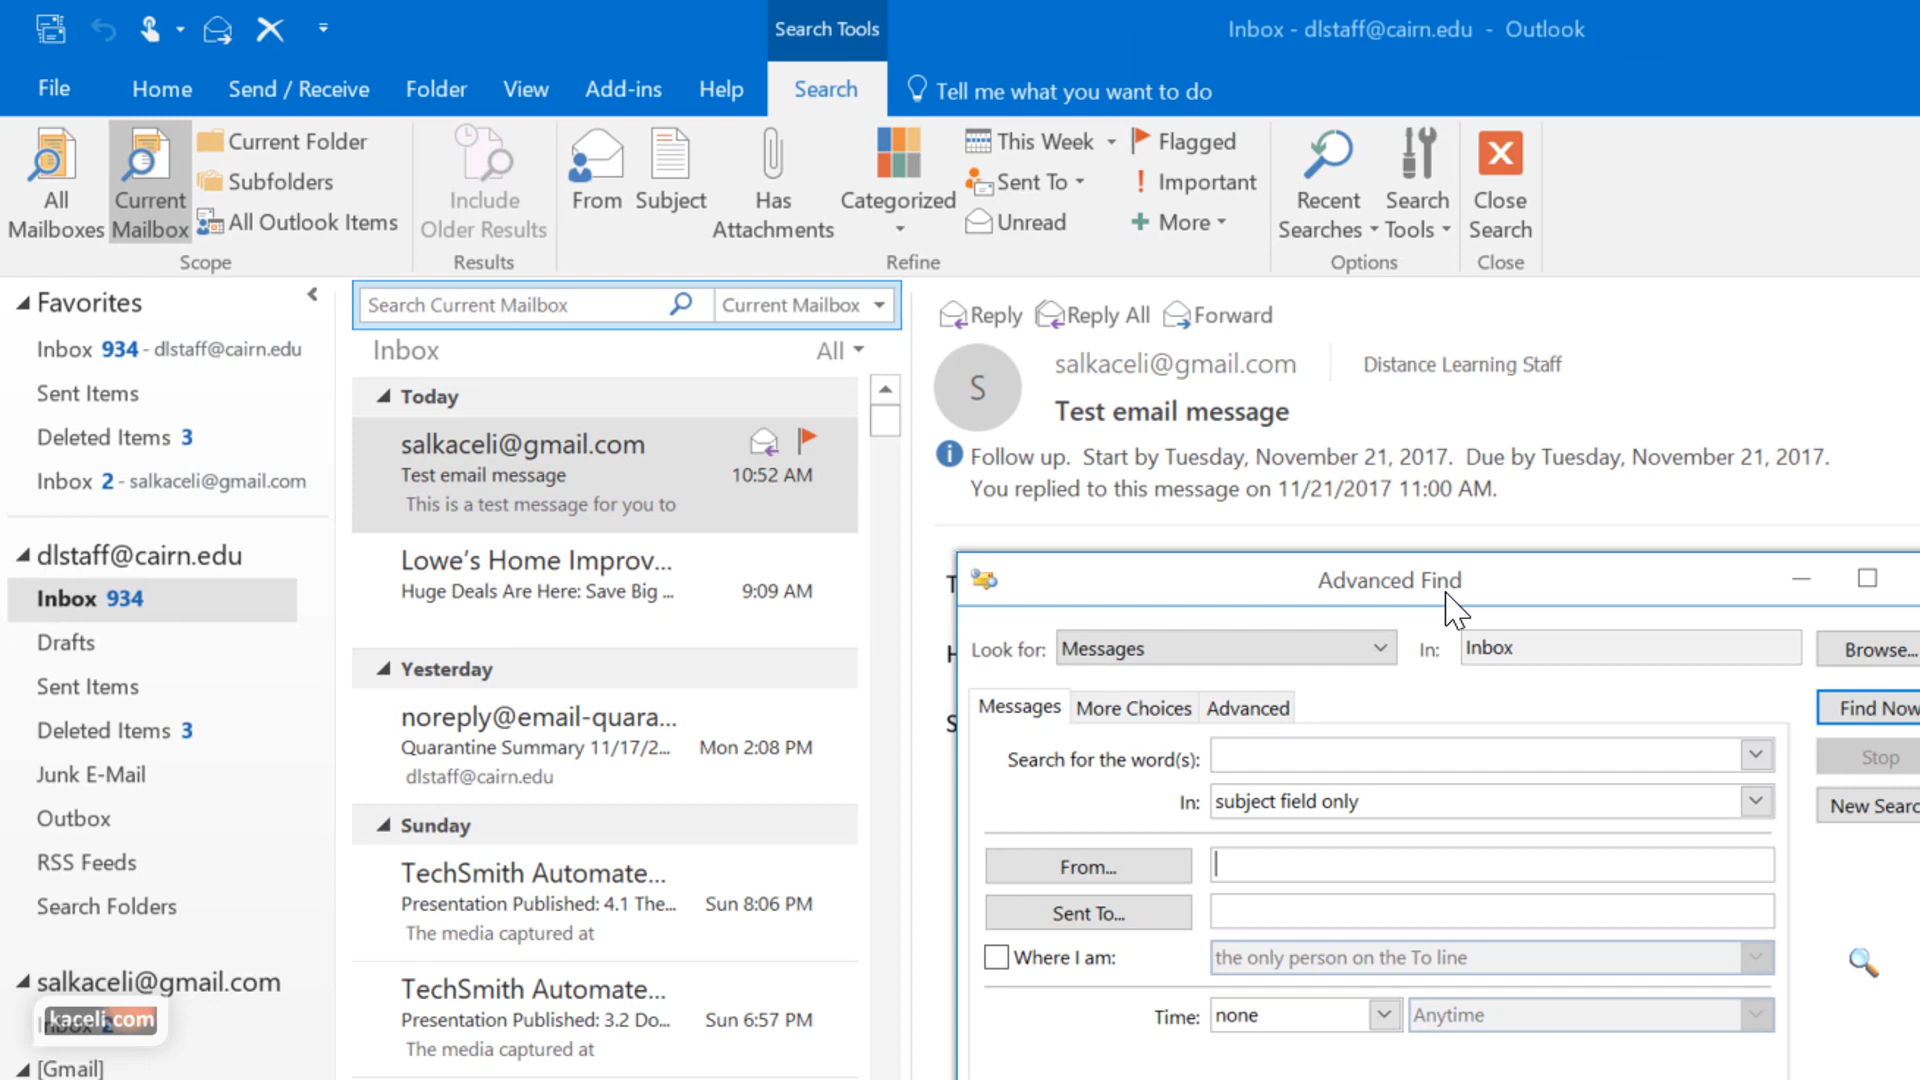 Search Tools
Inbox - dlstaff@cairn.edu - Outlook
File
Home
Send / Receive
Folder
View
Add-ins
Help
Search
Tell me what you want to do
All Mailboxes
Current Mailbox
Current Folder
Subfolders
All Outlook Items
Scope
Include Older Results
Results
From
Subject
Has Attachments
Categorized
This Week
Sent To
Unread
Flagged
Important
More
Refine
Recent Searches
Search Tools
Options
Close Search
Close
Favorites
Inbox 934 - dlstaff@cairn.edu
Sent Items
Deleted Items 3
Inbox 2 - salkaceli@gmail.com
dlstaff@cairn.edu
Inbox 934
Drafts
Sent Items
Deleted Items 3
Junk E-Mail
Outbox
RSS Feeds
Search Folders
salkaceli@gmail.com
kaceli.com
[Gmail]
Search Current Mailbox
Current Mailbox
Inbox
All
Today
salkaceli@gmail.com
Test email message 10:52 AM
This is a test message for you to
Lowe's Home Improv...
Huge Deals Are Here: Save Big ... 9:09 AM
Yesterday
noreply@email-quara...
Quarantine Summary 11/17/2... Mon 2:08 PM
dlstaff@cairn.edu
Sunday
TechSmith Automate...
Presentation Published: 4.1 The... Sun 8:06 PM
The media captured at
TechSmith Automate...
Presentation Published: 3.2 Do... Sun 6:57 PM
The media captured at
Reply
Reply All
Forward
S
salkaceli@gmail.com
Distance Learning Staff
Test email message
Follow up. Start by Tuesday, November 21, 2017. Due by Tuesday, November 21, 2017.
You replied to this message on 11/21/2017 11:00 AM.
Advanced Find
Look for: Messages
In: Inbox
Browse...
Messages
More Choices
Advanced
Find Now
Search for the word(s):
Stop
In: subject field only
New Searc
From...
Sent To...
Where I am: the only person on the To line
Time: none
Anytime